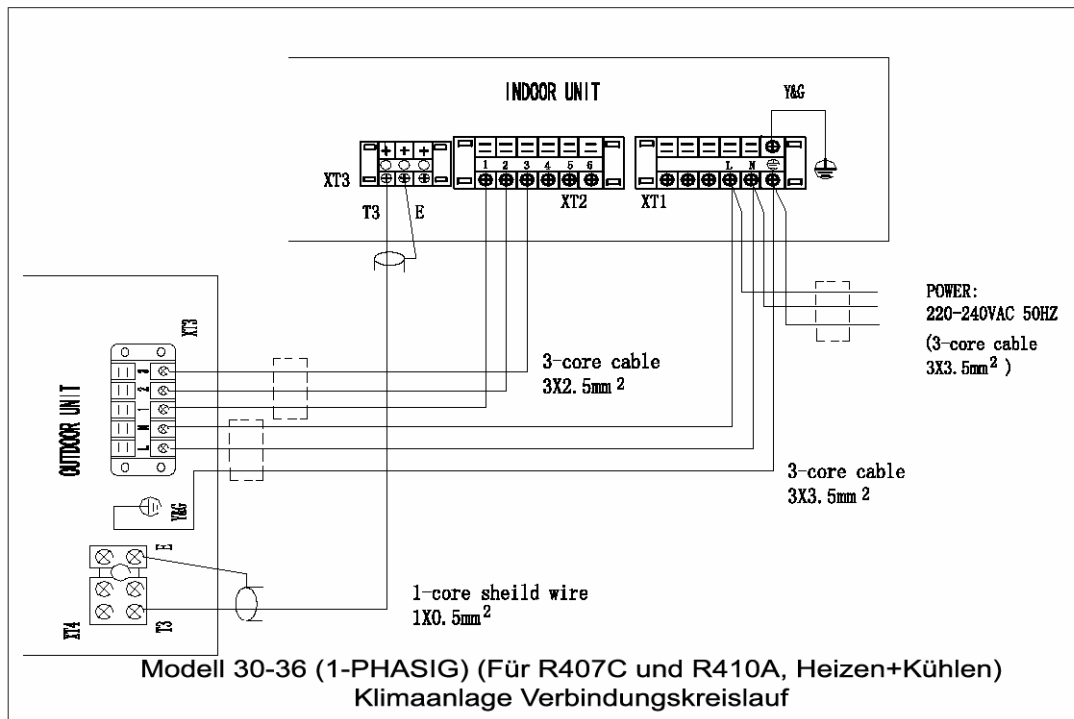 INDOOR UNIT
Y&G
XT3
1 2 3 4 5 6
L N
T3 E
XT2
XT1
POWER:
220-240VAC 50HZ
(3-core cable
3X3.5mm²)
XT3
3-core cable
3X2.5mm²
OUTDOOR UNIT
3
2
1
N
L
3-core cable
3X3.5mm²
Y&G
E
XT4
T3
1-core sheild wire
1X0.5mm²
Modell 30-36 (1-PHASIG) (Für R407C und R410A, Heizen+Kühlen)
Klimaanlage Verbindungskreislauf